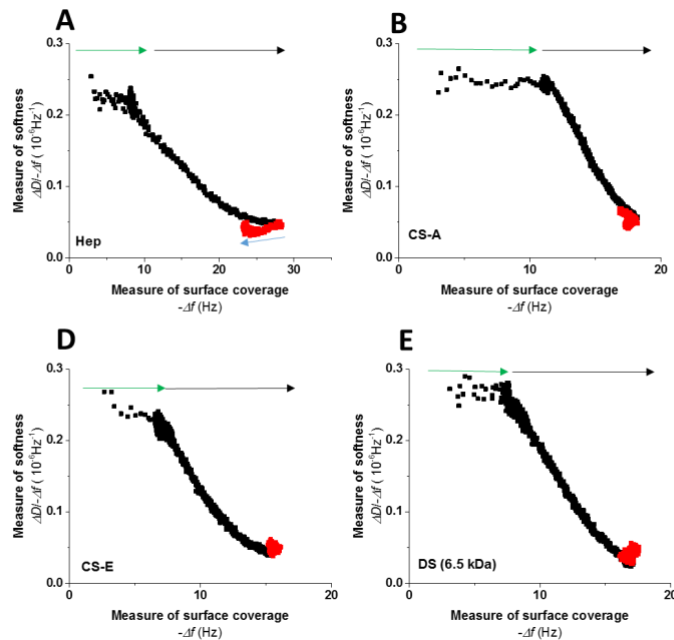 A
Measure of softness
ΔD/-Δf ( 10⁻⁶Hz⁻¹)
0.3
0.2
0.1
0.0
Hep
0
10
20
30
40
Measure of surface coverage
-Δf (Hz)
B
Measure of softness
ΔD/-Δf ( 10⁻⁶Hz⁻¹)
0.3
0.2
0.1
0.0
CS-A
0
5
10
15
20
Measure of surface coverage
-Δf (Hz)
D
Measure of softness
ΔD/-Δf ( 10⁻⁶Hz⁻¹)
0.3
0.2
0.1
0.0
CS-E
0
10
20
Measure of surface coverage
-Δf (Hz)
E
Measure of softness
ΔD/-Δf ( 10⁻⁶Hz⁻¹)
0.3
0.2
0.1
0.0
DS (6.5 kDa)
0
10
20
Measure of surface coverage
-Δf (Hz)